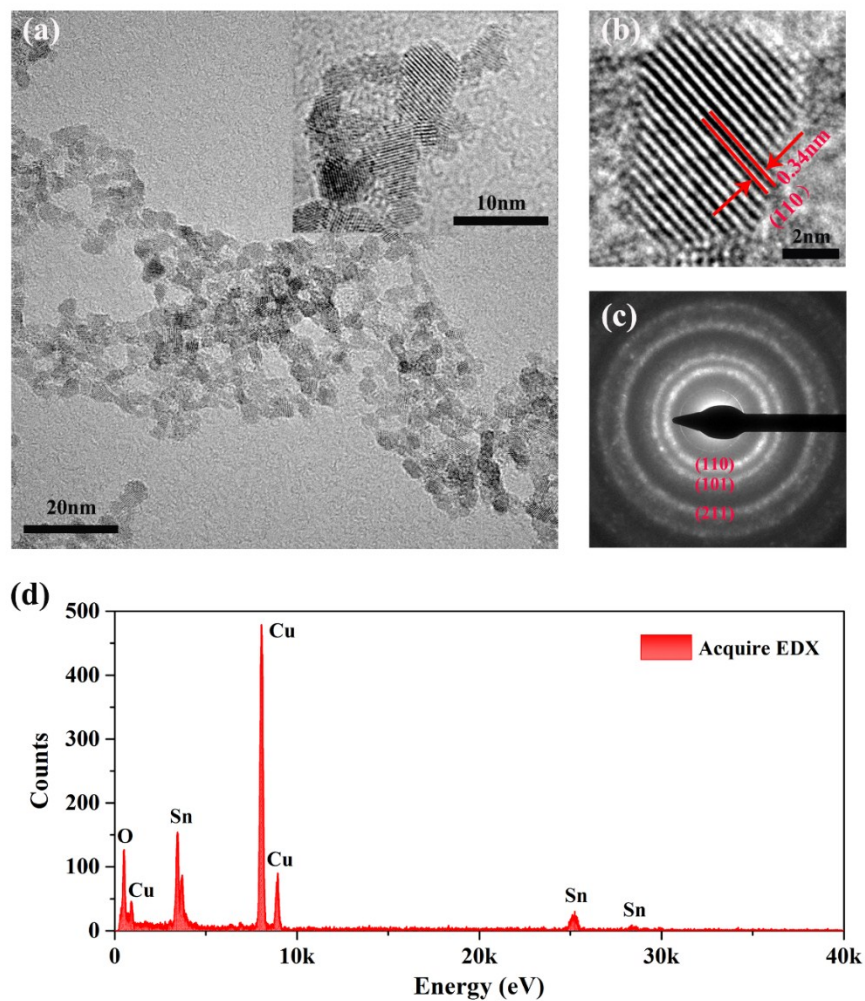 (a)
10nm
20nm
(b)
0.34nm
(110)
2nm
(c)
(110)
(101)
(211)
(d)
500
400
300
200
100
0
Counts
O
Cu
Sn
Cu
Cu
Sn
Sn
Acquire EDX
0
10k
20k
30k
40k
Energy (eV)